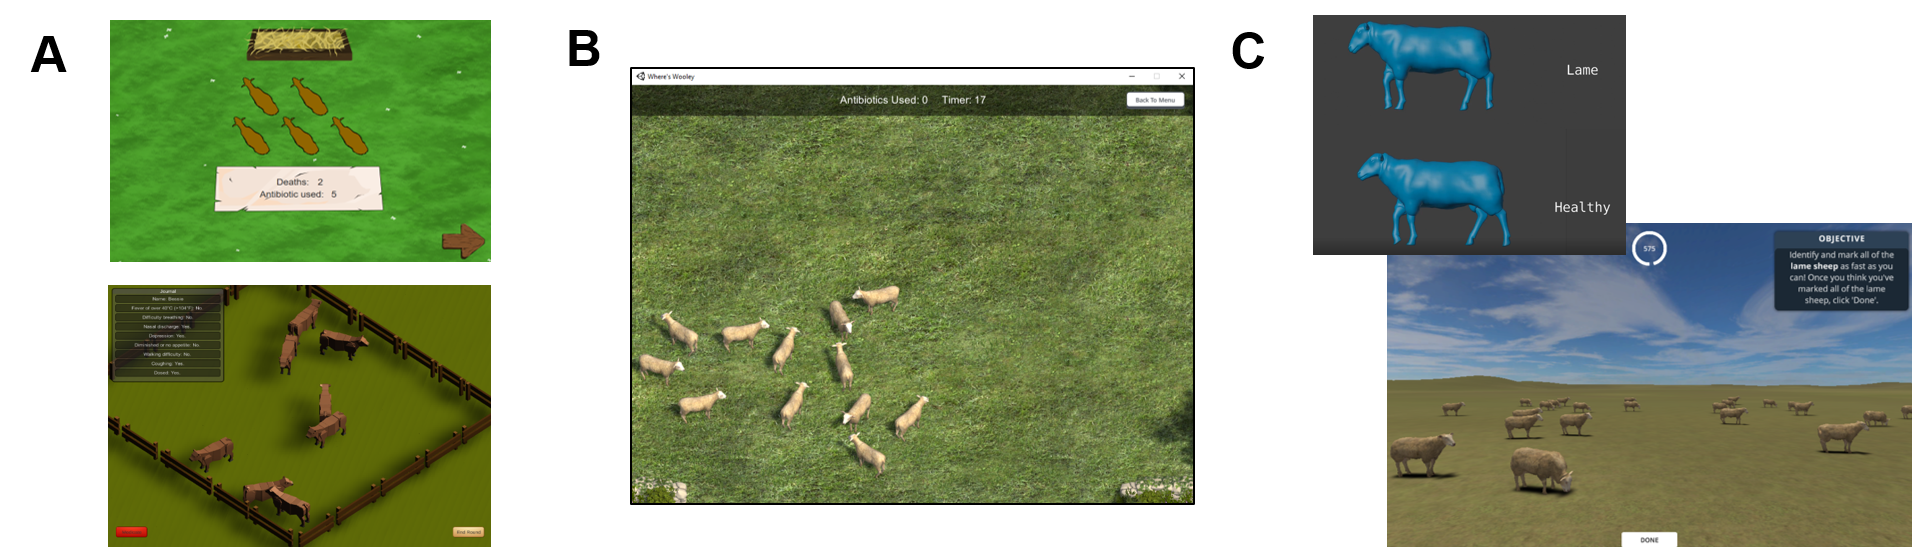 A
Deaths: 2
Antibiotic used: 5
Journal
Name: Bessie
Fever of over 40°C (>104°F): No.
Difficulty breathing: No.
Nasal discharge: Yes.
Depression: Yes.
Diminished or no appetite: No.
Walking difficulty: No.
Coughing: Yes.
Dosed: Yes.
End Round
B
Where's Wooley
Antibiotics Used: 0 Timer: 17
Back To Menu
C
Lame
Healthy
575
OBJECTIVE
Identify and mark all of the
lame sheep as fast as you
can! Once you think you've
marked all of the lame
sheep, click 'Done'.
DONE